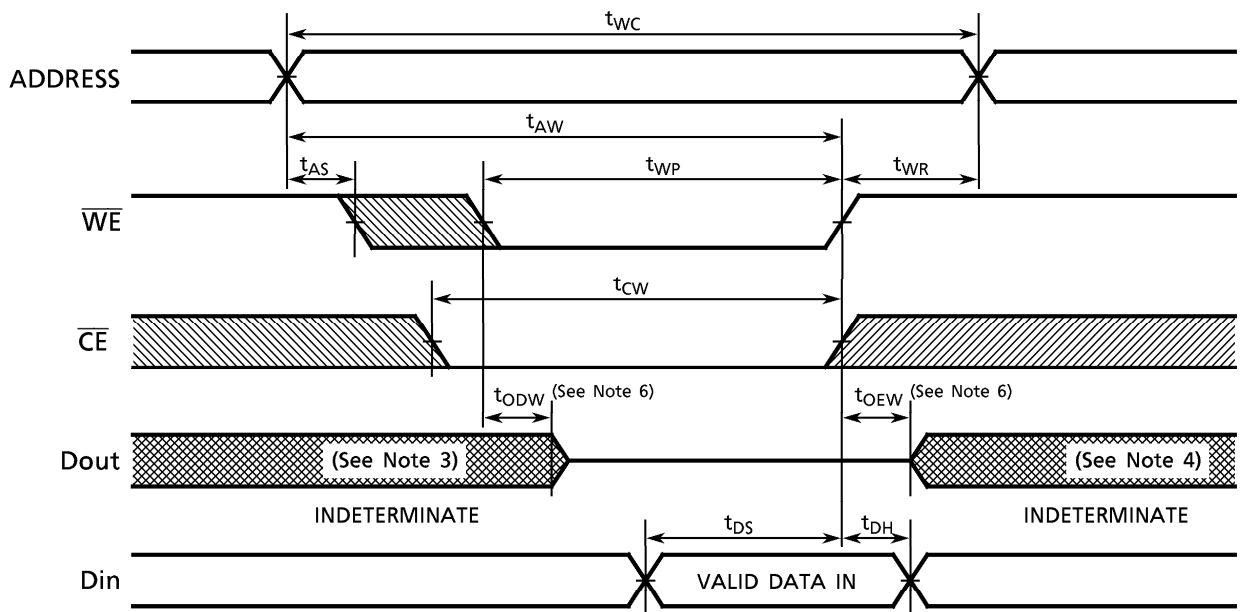 tWC
ADDRESS
tAW
tAS tWP tWR
WE
tCW
CE
tODW (See Note 6) tOEW (See Note 6)
Dout (See Note 3) (See Note 4)
INDETERMINATE INDETERMINATE
tDS tDH
Din VALID DATA IN